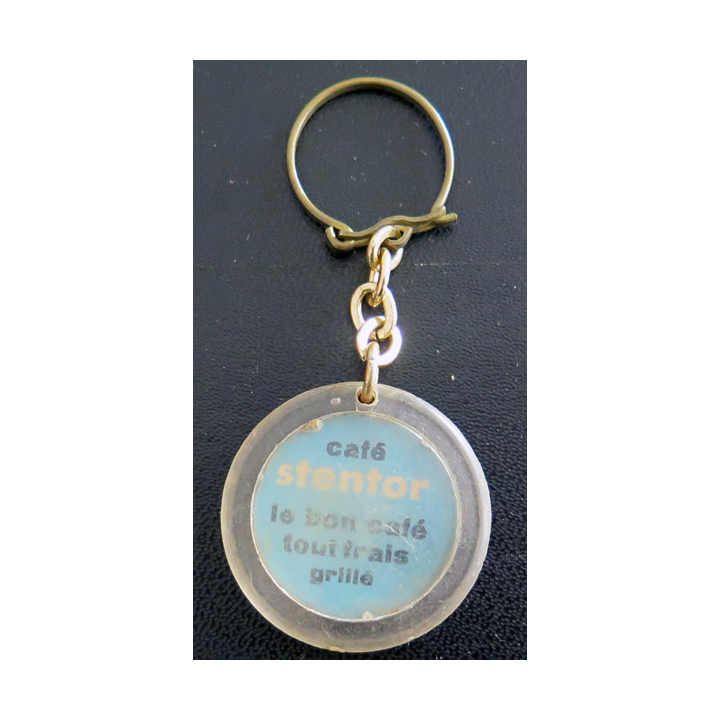 café
stentor
le bon café
tout frais
grillé